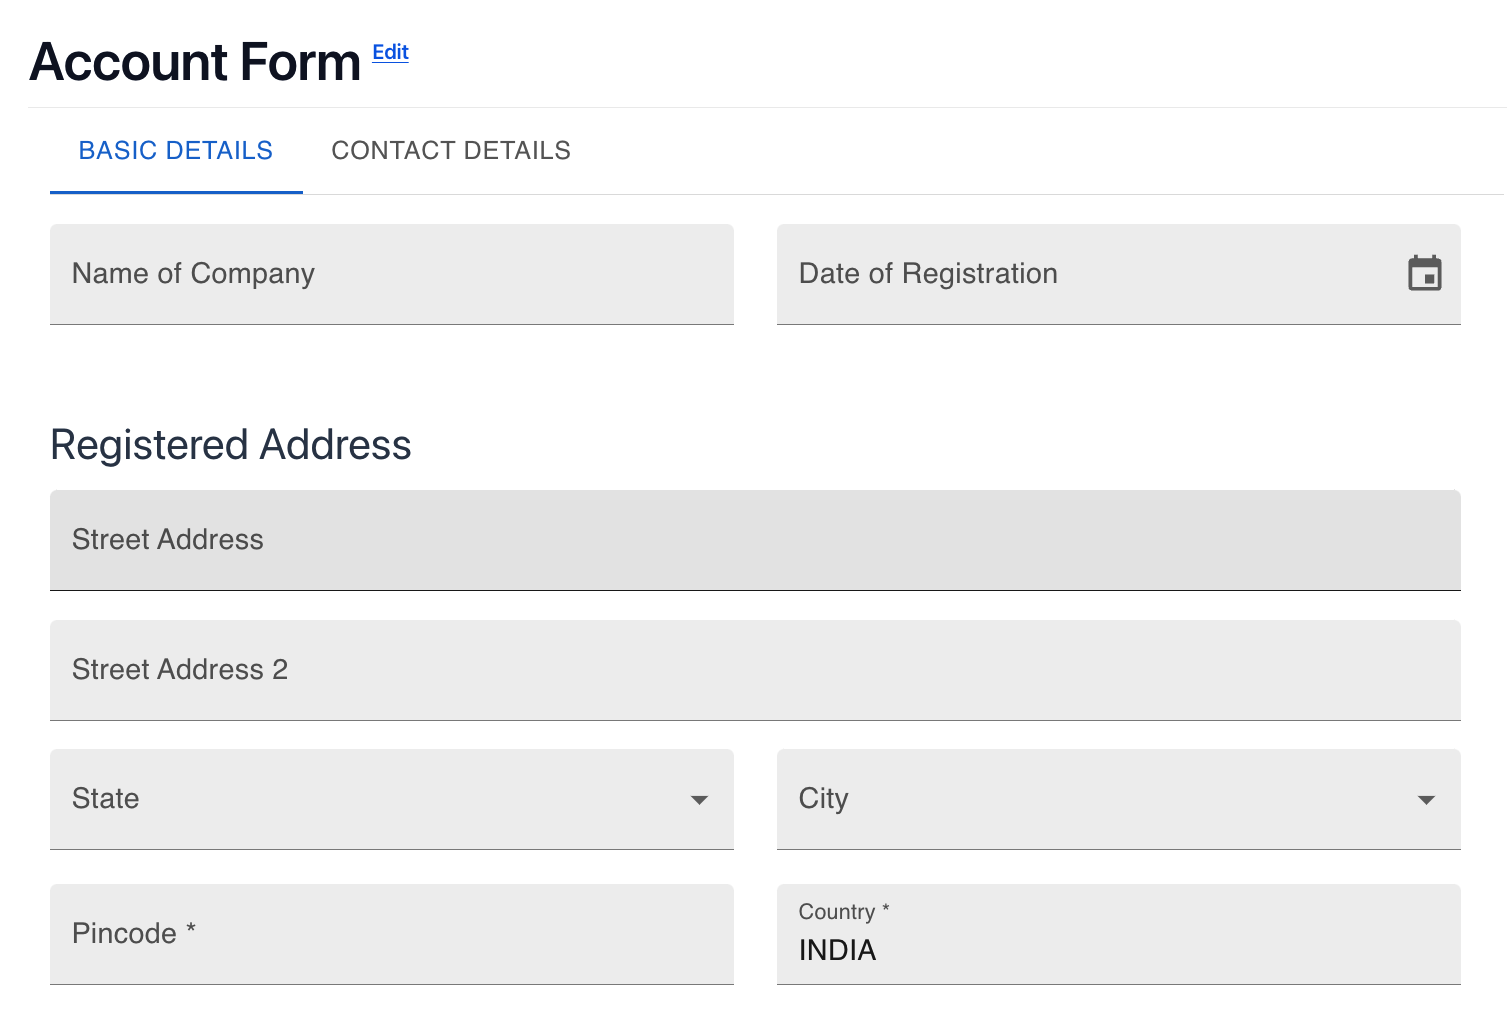 Account Form Edit
BASIC DETAILS CONTACT DETAILS
Name of Company
Date of Registration
Registered Address
Street Address
Street Address 2
State
City
Pincode *
Country *
INDIA